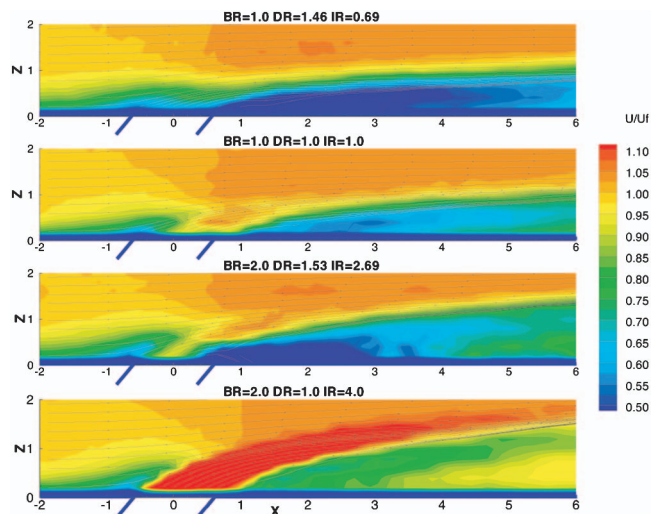 BR=1.0 DR=1.46 IR=0.69
2
Z 1
0
-2 -1 0 1 2 3 4 5 6
BR=1.0 DR=1.0 IR=1.0
2
Z 1
0
-2 -1 0 1 2 3 4 5 6
BR=2.0 DR=1.53 IR=2.69
2
Z 1
0
-2 -1 0 1 2 3 4 5 6
BR=2.0 DR=1.0 IR=4.0
2
Z 1
0
-2 -1 0 1 2 3 4 5 6
X
U/Uf
1.10
1.05
1.00
0.95
0.90
0.85
0.80
0.75
0.70
0.65
0.60
0.55
0.50